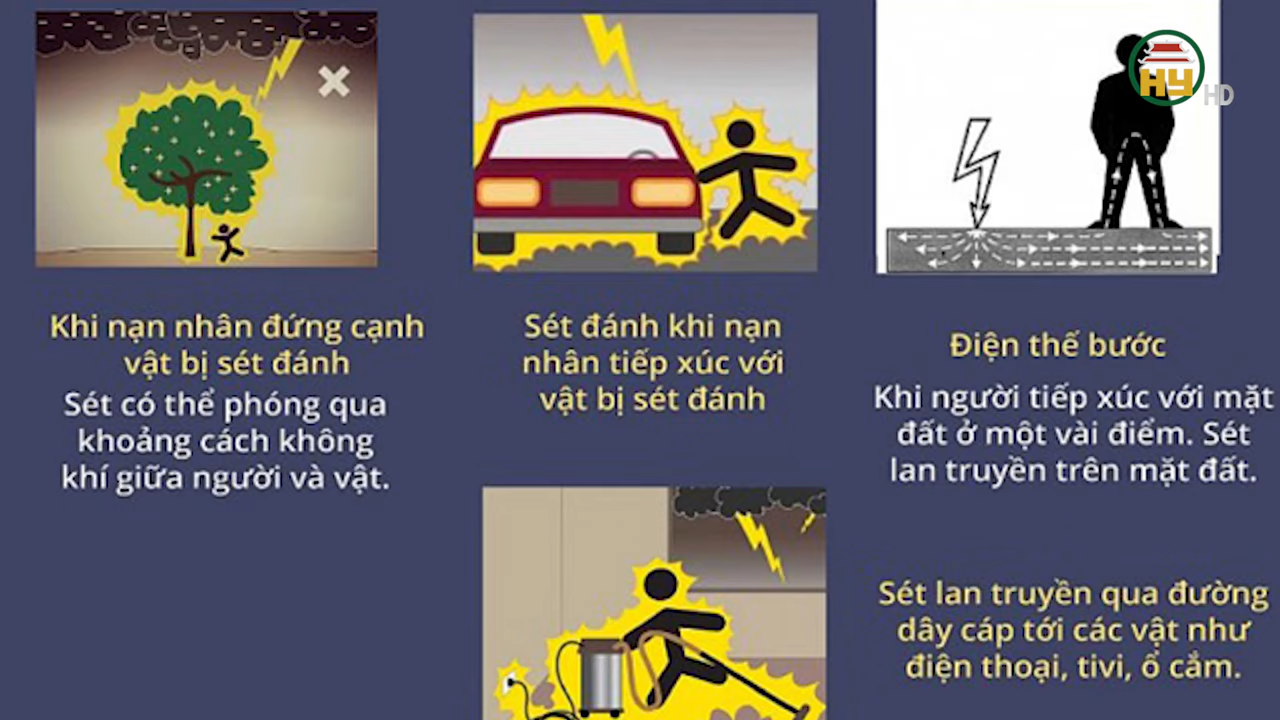 HY
HD
Khi nạn nhân đứng cạnh
vật bị sét đánh
Sét có thể phóng qua
khoảng cách không
khí giữa người và vật.
Sét đánh khi nạn
nhân tiếp xúc với
vật bị sét đánh
Điện thế bước
Khi người tiếp xúc với mặt
đất ở một vài điểm. Sét
lan truyền trên mặt đất.
Sét lan truyền qua đường
dây cáp tới các vật như
điện thoại, tivi, ổ cắm.